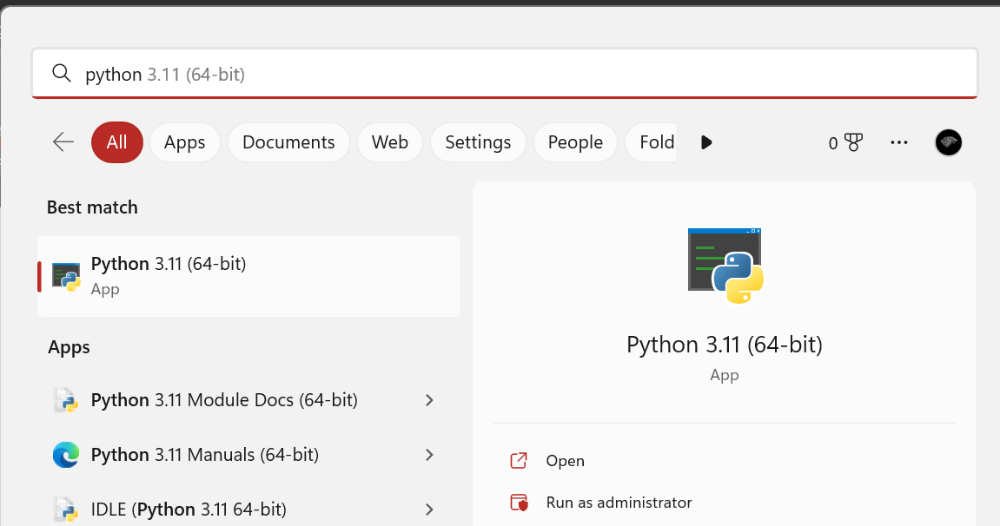 python 3.11 (64-bit)
All Apps Documents Web Settings People Fold 0
Best match
Python 3.11 (64-bit)
App
Apps
Python 3.11 Module Docs (64-bit)
Python 3.11 Manuals (64-bit)
IDLE (Python 3.11 64-bit)
Python 3.11 (64-bit)
App
Open
Run as administrator